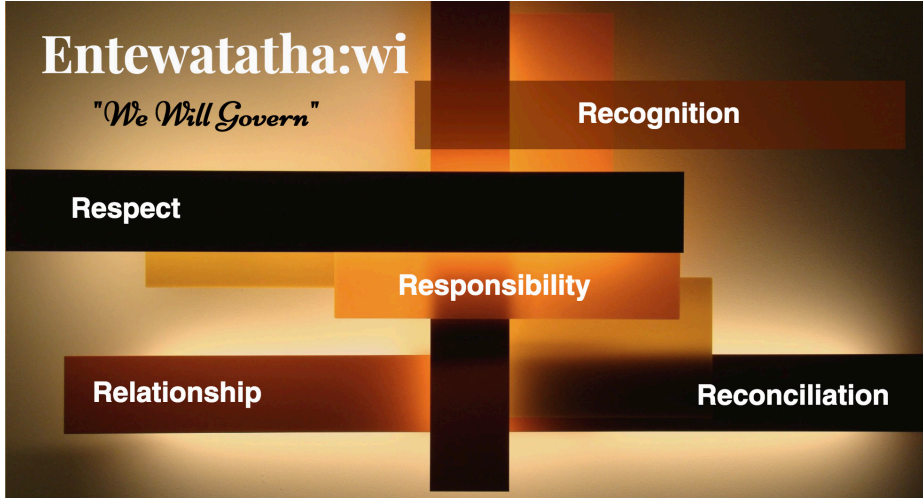 Entewatatha:wi
"We Will Govern"
Recognition
Respect
Responsibility
Relationship
Reconciliation